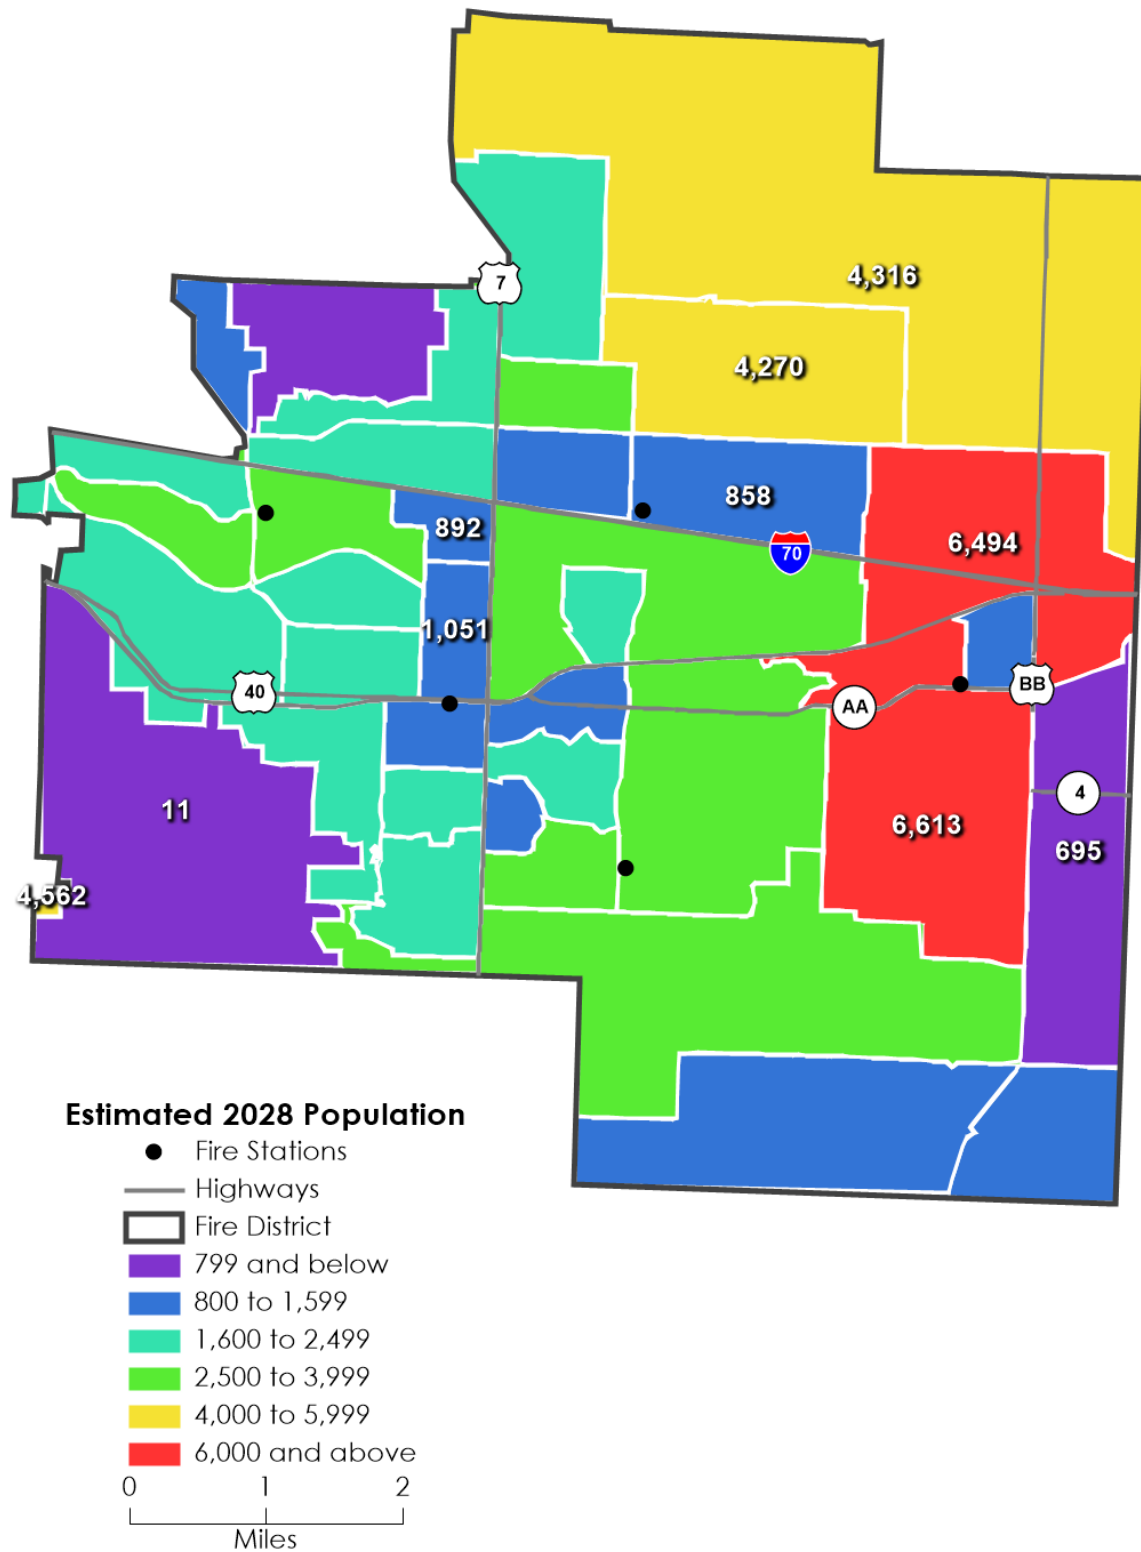 7
4,316
4,270
858
892
6,494
70
1,051
BB
40
AA
4
11
6,613
695
4,562
Estimated 2028 Population
Fire Stations
Highways
Fire District
799 and below
800 to 1,599
1,600 to 2,499
2,500 to 3,999
4,000 to 5,999
6,000 and above
0 1 2
Miles